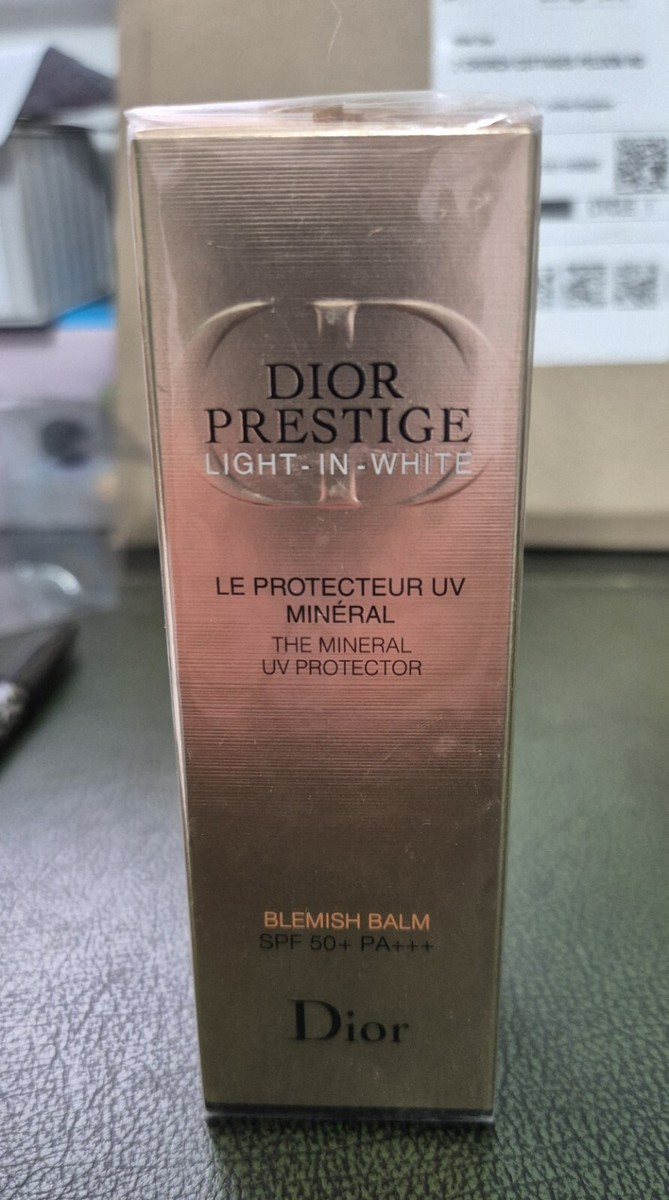 DIOR
PRESTIGE
LIGHT-IN-WHITE
LE PROTECTEUR UV
MINÉRAL
THE MINERAL
UV PROTECTOR
BLEMISH BALM
SPF 50+ PA+++
Dior